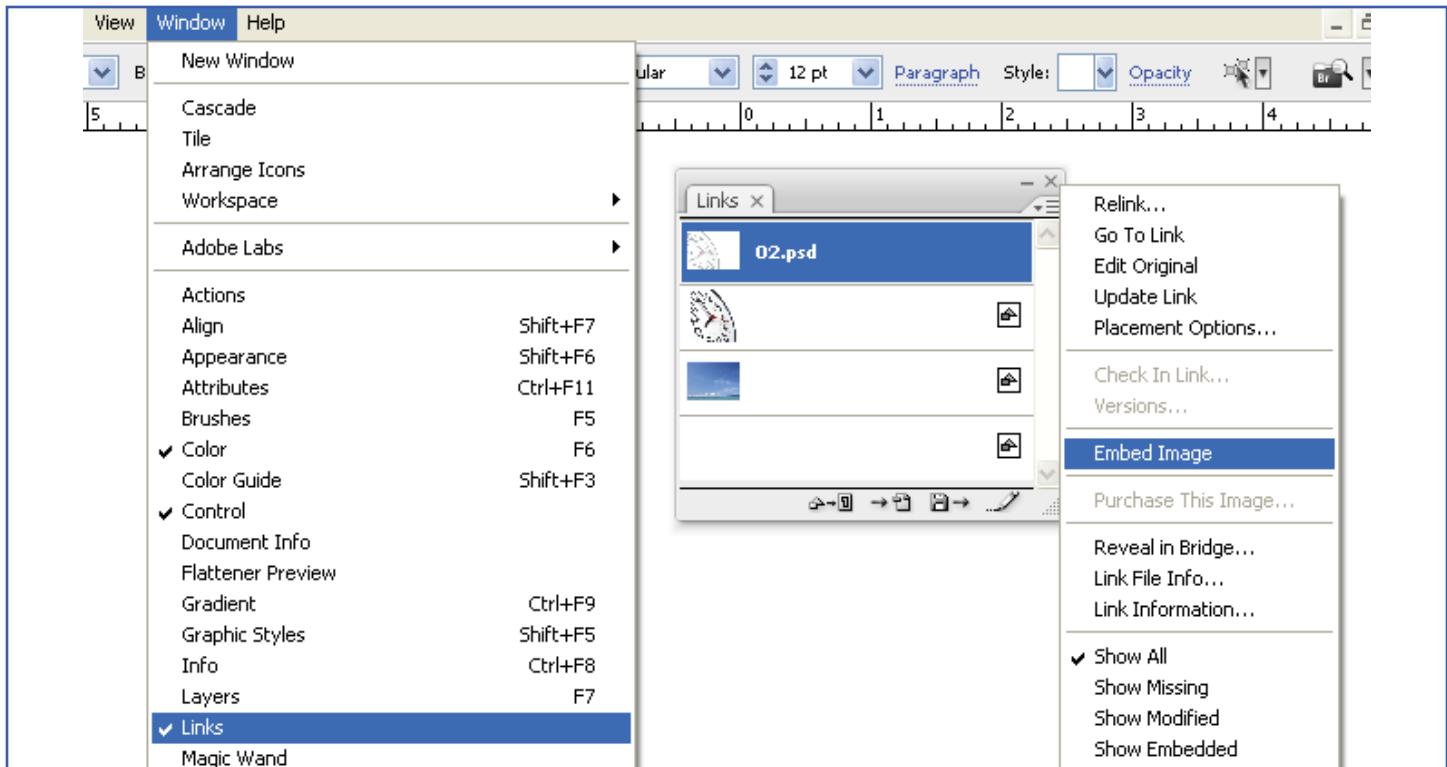 View Window Help
B
ular 12 pt Paragraph Style: Opacity
Br
5 0 1 2 3 4
New Window
Cascade
Tile
Arrange Icons
Workspace
Adobe Labs
Actions
Align Shift+F7
Appearance Shift+F6
Attributes Ctrl+F11
Brushes F5
Color F6
Color Guide Shift+F3
Control
Document Info
Flattener Preview
Gradient Ctrl+F9
Graphic Styles Shift+F5
Info Ctrl+F8
Layers F7
Links
Magic Wand
Links
02.psd
Relink...
Go To Link
Edit Original
Update Link
Placement Options...
Check In Link...
Versions...
Embed Image
Purchase This Image...
Reveal in Bridge...
Link File Info...
Link Information...
Show All
Show Missing
Show Modified
Show Embedded